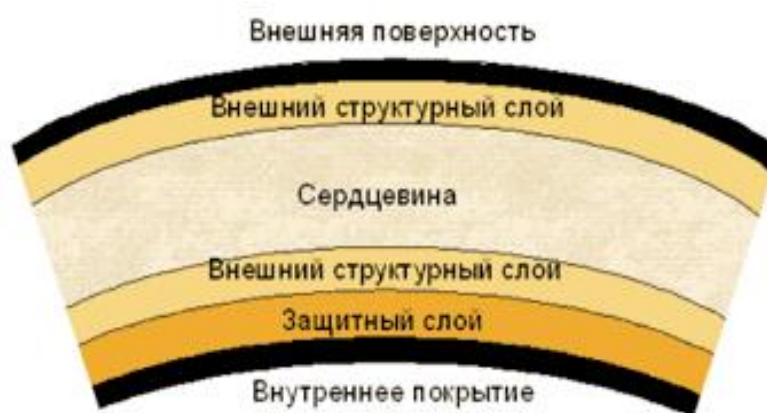 Внешняя поверхность
Внешний структурный слой
Сердцевина
Внешний структурный слой
Защитный слой
Внутреннее покрытие